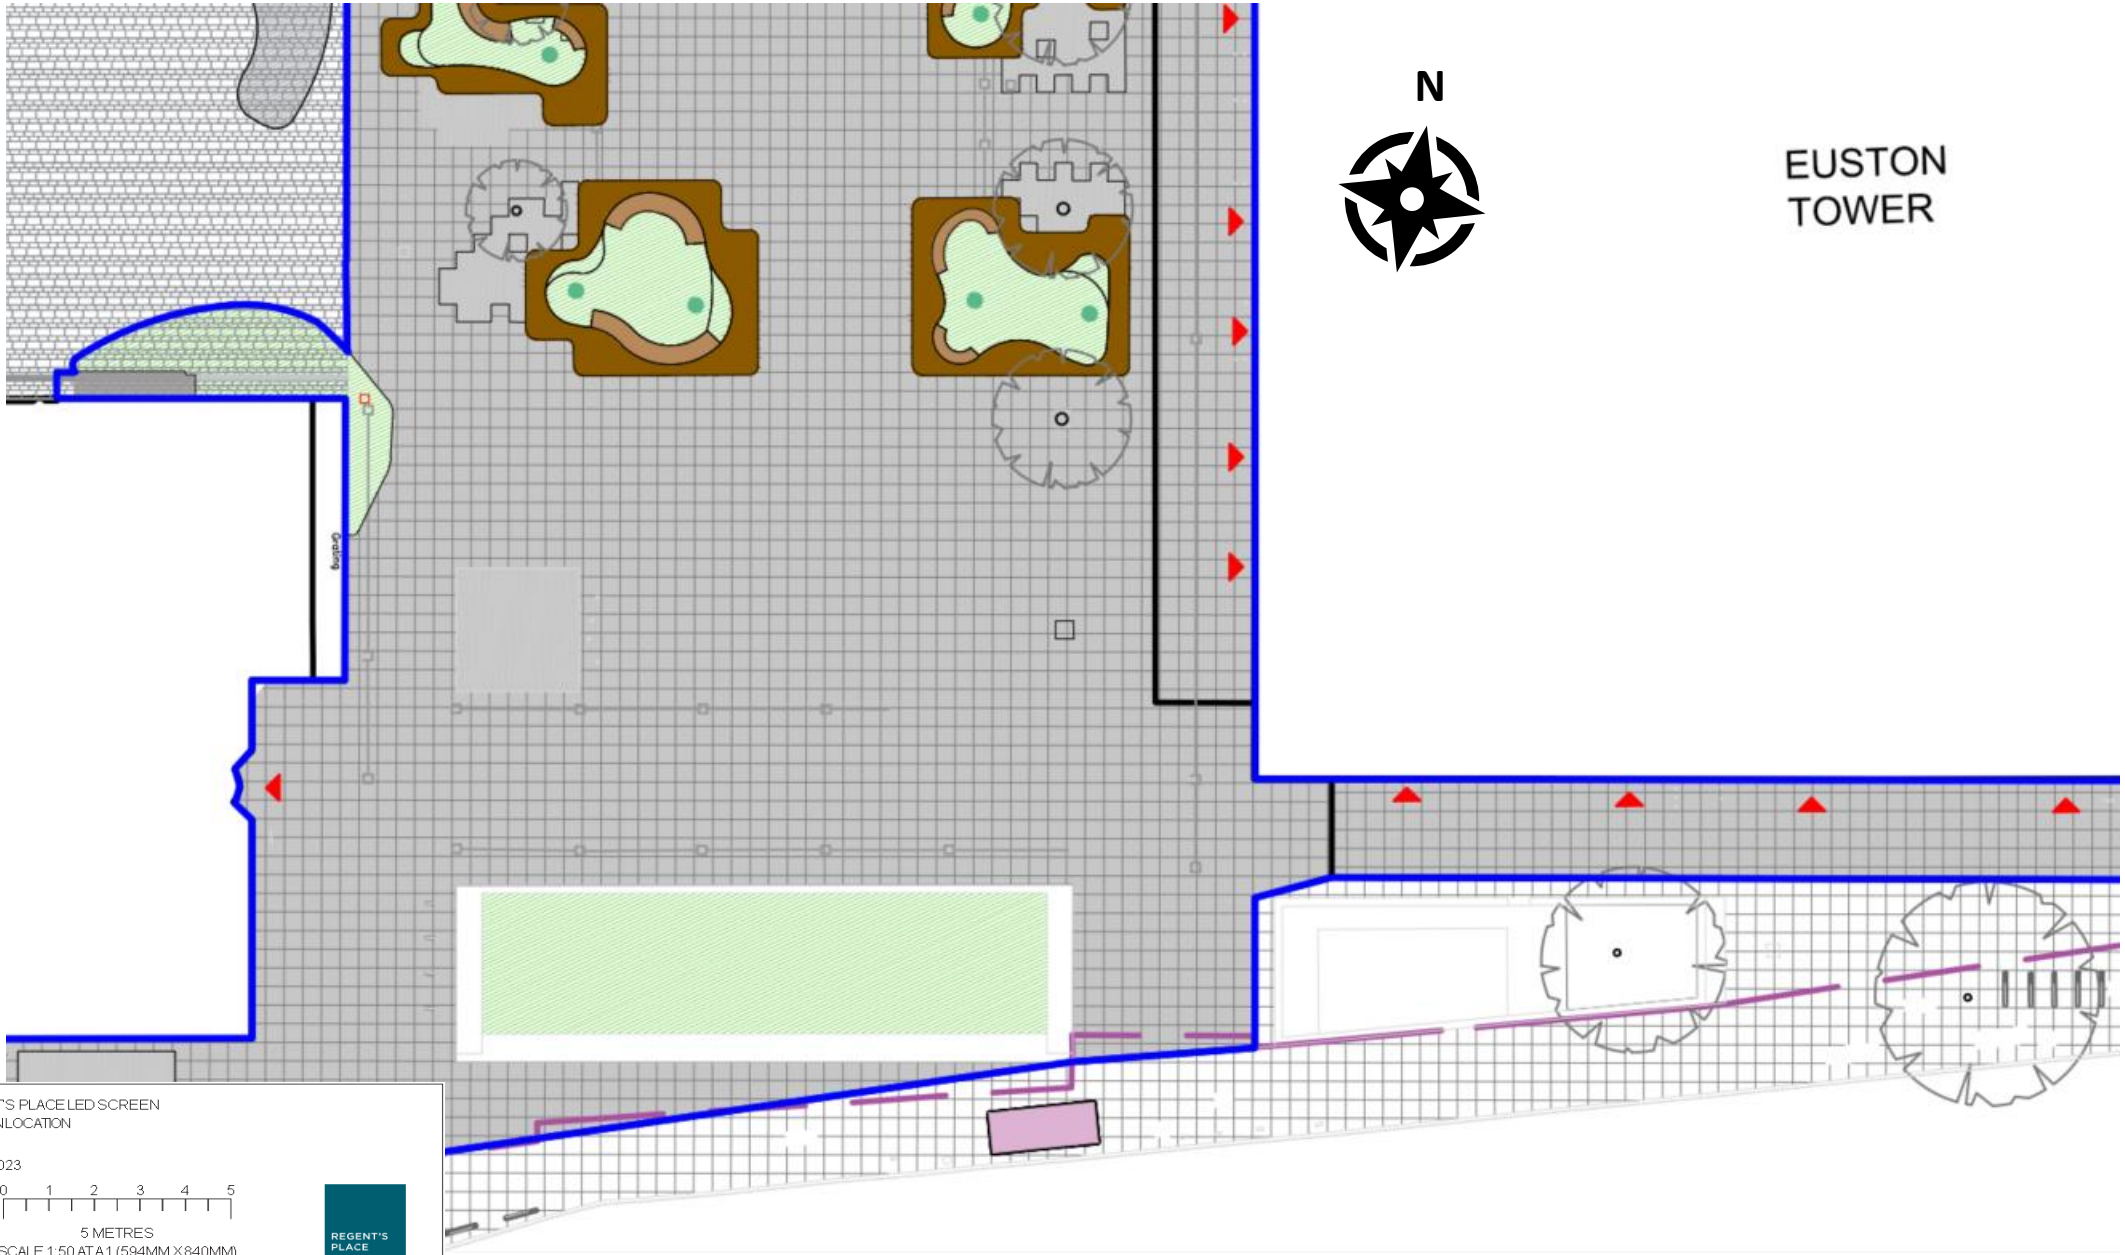 N
EUSTON
TOWER
Grating
'S PLACE LED SCREEN
LOCATION
023
0 1 2 3 4 5
5 METRES
SCALE 1:50 AT A1 (594MM X 840MM)
REGENT'S
PLACE